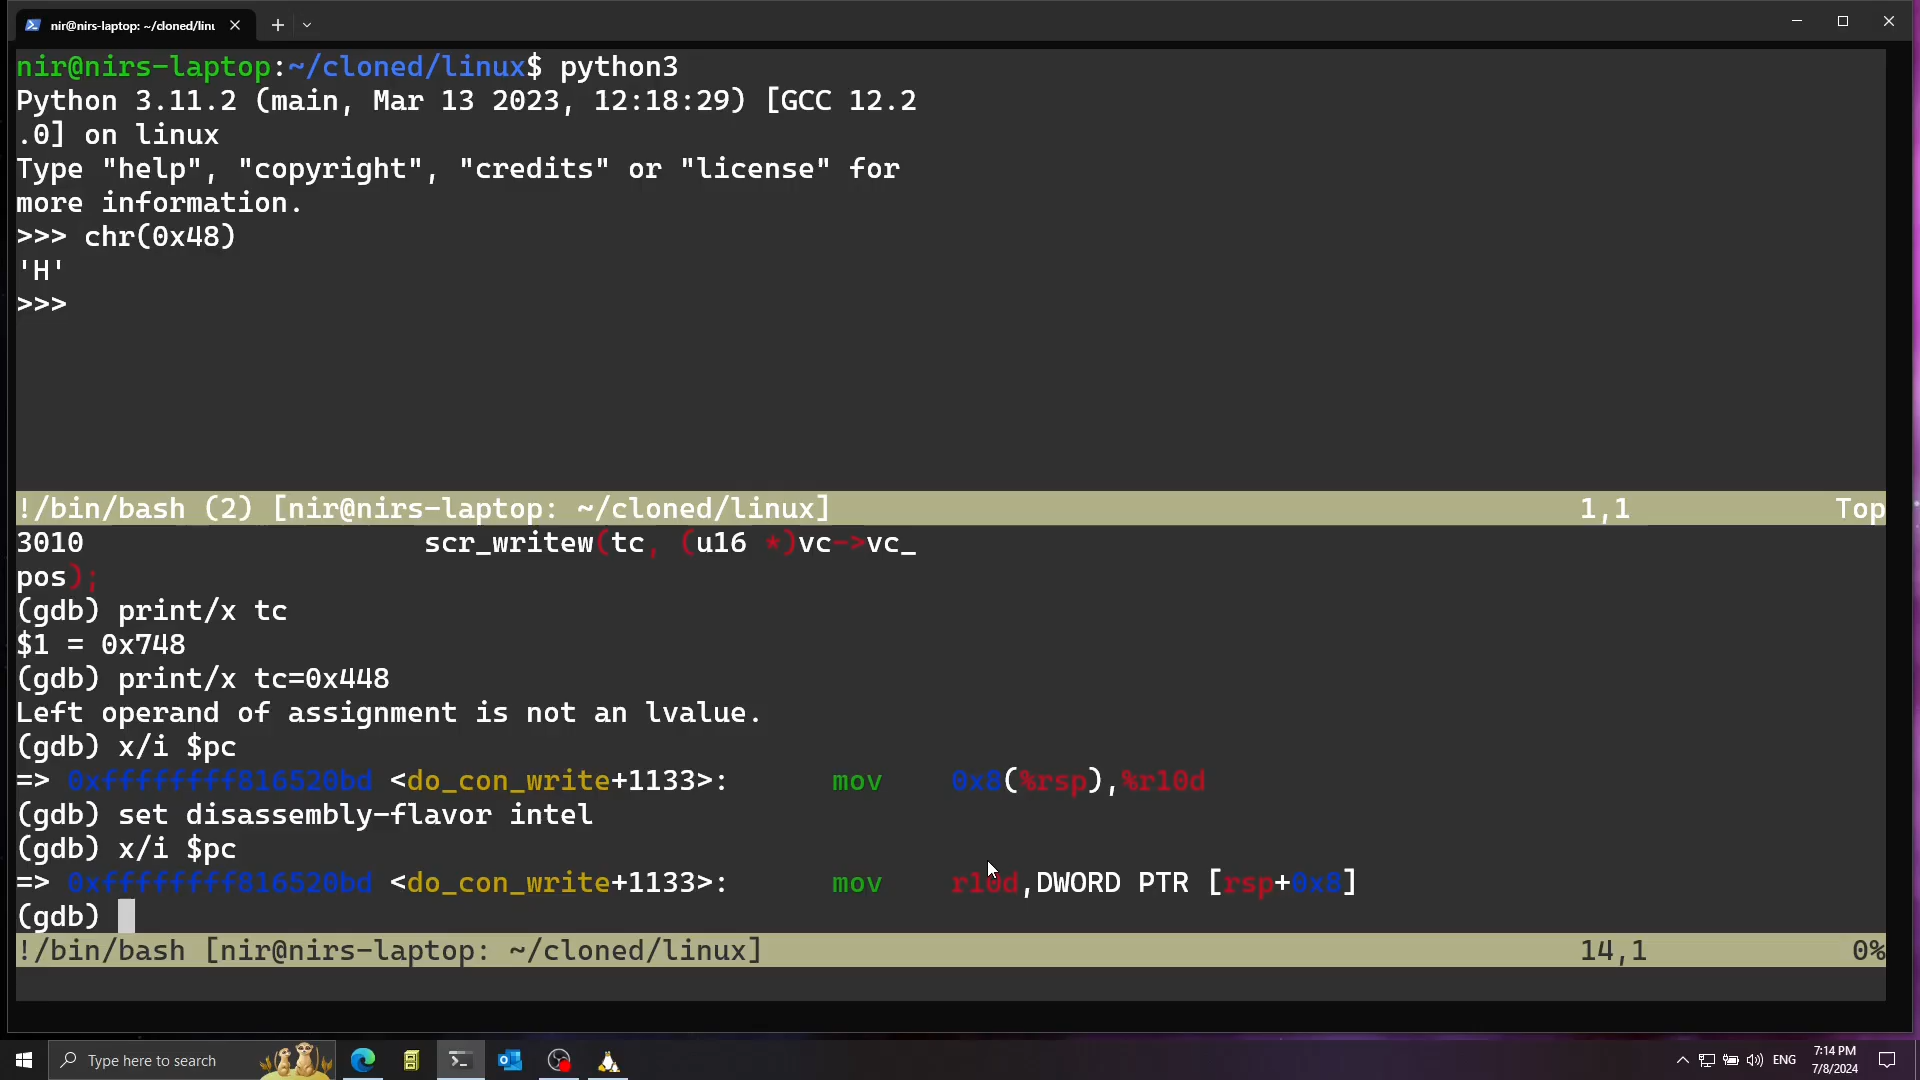 nir@nirs-laptop: ~/cloned/linu
nir@nirs-laptop:~/cloned/linux$ python3
Python 3.11.2 (main, Mar 13 2023, 12:18:29) [GCC 12.2
.0] on linux
Type "help", "copyright", "credits" or "license" for
more information.
>>> chr(0x48)
'H'
>>>
!/bin/bash (2) [nir@nirs-laptop: ~/cloned/linux] 1,1 Top
3010 scr_writew(tc, (u16 *)vc->vc_
pos);
(gdb) print/x tc
$1 = 0x748
(gdb) print/x tc=0x448
Left operand of assignment is not an lvalue.
(gdb) x/i $pc
=> 0xffffffff816520bd <do_con_write+1133>: mov 0x8(%rsp),%r10d
(gdb) set disassembly-flavor intel
(gdb) x/i $pc
=> 0xffffffff816520bd <do_con_write+1133>: mov r10d,DWORD PTR [rsp+0x8]
(gdb)
!/bin/bash [nir@nirs-laptop: ~/cloned/linux] 14,1 0%
Type here to search
ENG
7:14 PM
7/8/2024